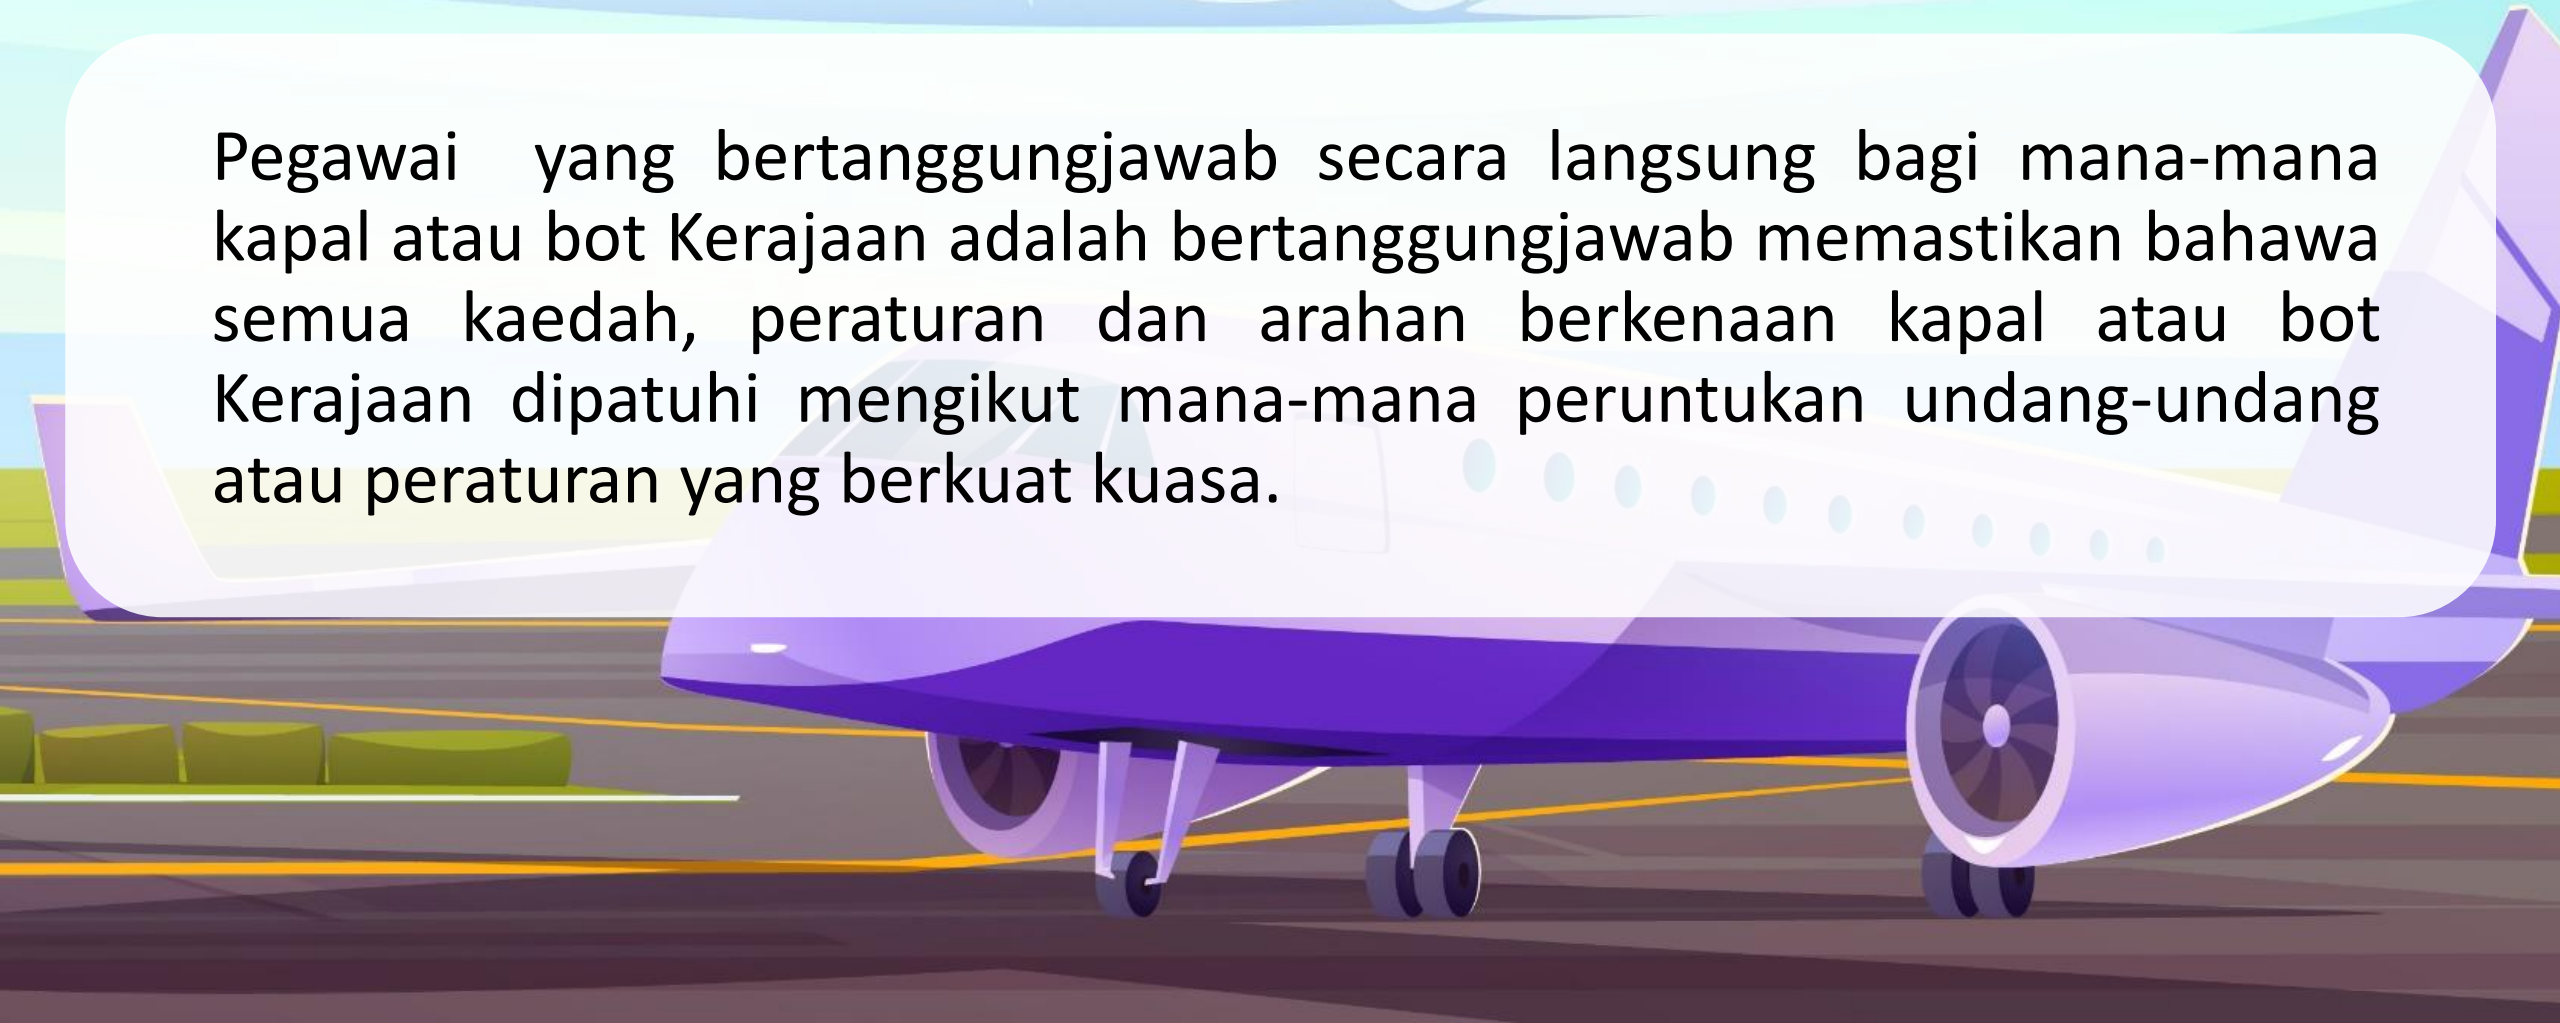 Pegawai yang bertanggungjawab secara langsung bagi mana-mana
kapal atau bot Kerajaan adalah bertanggungjawab memastikan bahawa
semua kaedah, peraturan dan arahan berkenaan kapal atau bot
Kerajaan dipatuhi mengikut mana-mana peruntukan undang-undang
atau peraturan yang berkuat kuasa.